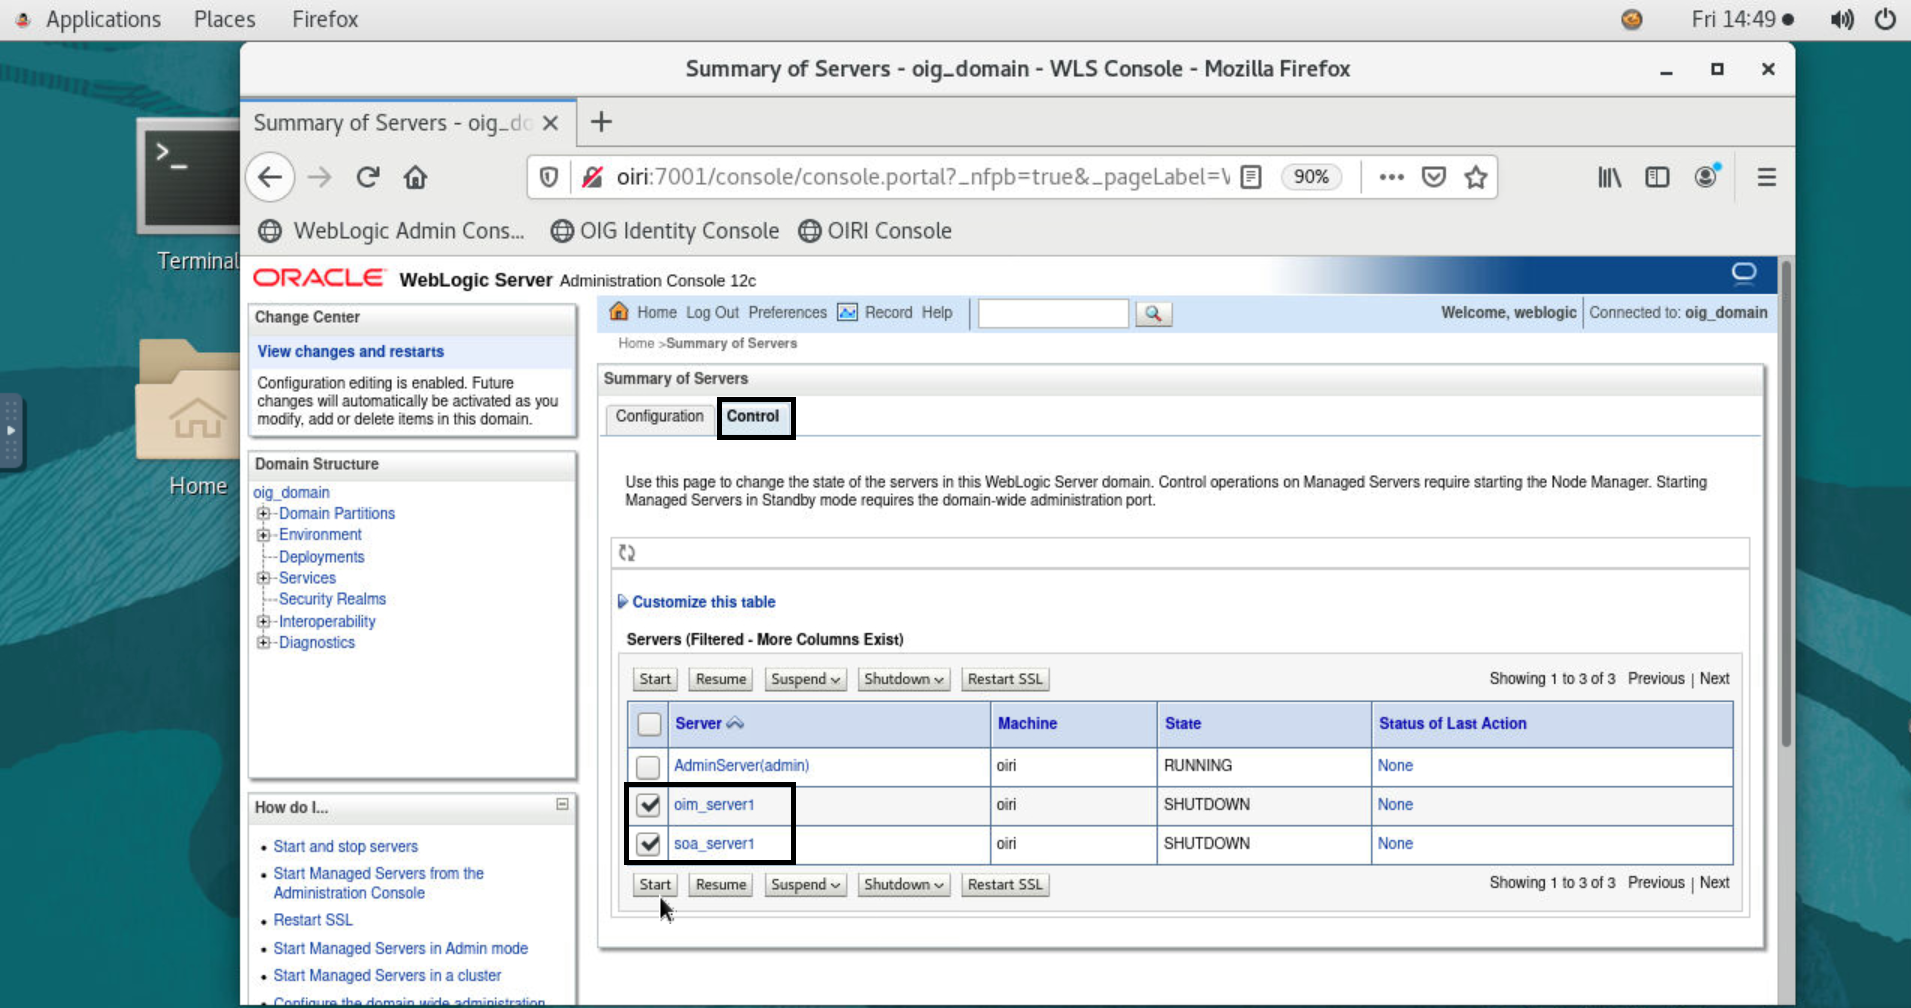 Applications Places Firefox Fri 14:49
Summary of Servers - oig_domain - WLS Console - Mozilla Firefox
Summary of Servers - oig_do
oiri:7001/console/console.portal?_nfpb=true&_pageLabel=\ 90%
WebLogic Admin Cons... OIG Identity Console OIRI Console
Terminal
Home
ORACLE WebLogic Server Administration Console 12c
Change Center
View changes and restarts
Configuration editing is enabled. Future
changes will automatically be activated as you
modify, add or delete items in this domain.
Domain Structure
oig_domain
Domain Partitions
Environment
Deployments
Services
Security Realms
Interoperability
Diagnostics
How do I...
Start and stop servers
Start Managed Servers from the
Administration Console
Restart SSL
Start Managed Servers in Admin mode
Start Managed Servers in a cluster
Configure the domain wide administration
Home Log Out Preferences Record Help
Welcome, weblogic Connected to: oig_domain
Home >Summary of Servers
Summary of Servers
Configuration Control
Use this page to change the state of the servers in this WebLogic Server domain. Control operations on Managed Servers require starting the Node Manager. Starting
Managed Servers in Standby mode requires the domain-wide administration port.
Customize this table
Servers (Filtered - More Columns Exist)
Start Resume Suspend Shutdown Restart SSL Showing 1 to 3 of 3 Previous | Next
Server Machine State Status of Last Action
AdminServer(admin) oiri RUNNING None
oim_server1 oiri SHUTDOWN None
soa_server1 oiri SHUTDOWN None
Start Resume Suspend Shutdown Restart SSL Showing 1 to 3 of 3 Previous | Next